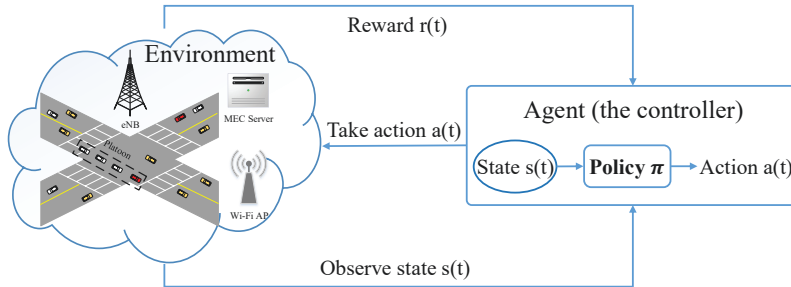 Reward r(t)
Environment
eNB
MEC Server
Platoon
Wi-Fi AP
Take action a(t)
Agent (the controller)
State s(t)
Policy π
Action a(t)
Observe state s(t)